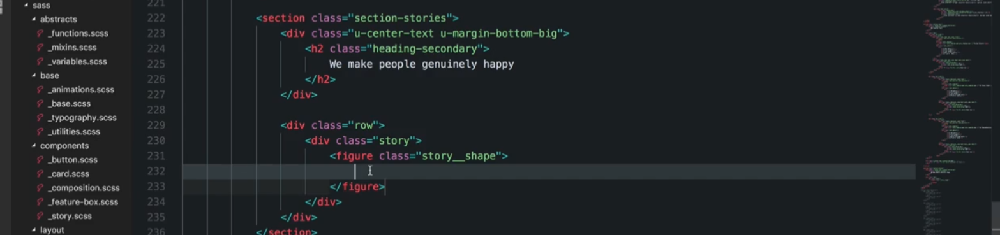 sass
abstracts
_functions.scss
_mixins.scss
_variables.scss
base
_animations.scss
_base.scss
_typography.scss
_utilities.scss
components
_button.scss
_card.scss
_composition.scss
_feature-box.scss
_story.scss
layout
221
222 <section class="section-stories">
223 <div class="u-center-text u-margin-bottom-big">
224 <h2 class="heading-secondary">
225 We make people genuinely happy
226 </h2>
227 </div>
228
229 <div class="row">
230 <div class="story">
231 <figure class="story__shape">
232
233 </figure>
234 </div>
235 </div>
236 </section>